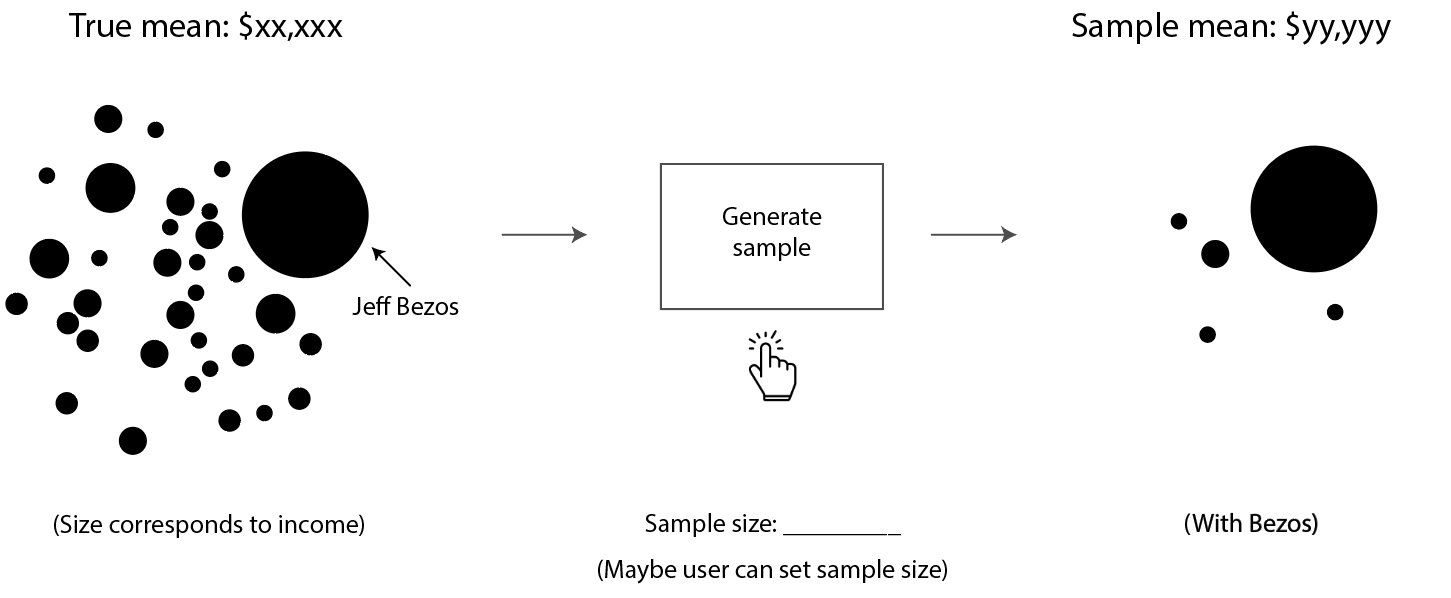 True mean: $xx,xxx
Sample mean: $yy,yyy
Generate
sample
Jeff Bezos
(Size corresponds to income)
Sample size: _________
(With Bezos)
(Maybe user can set sample size)